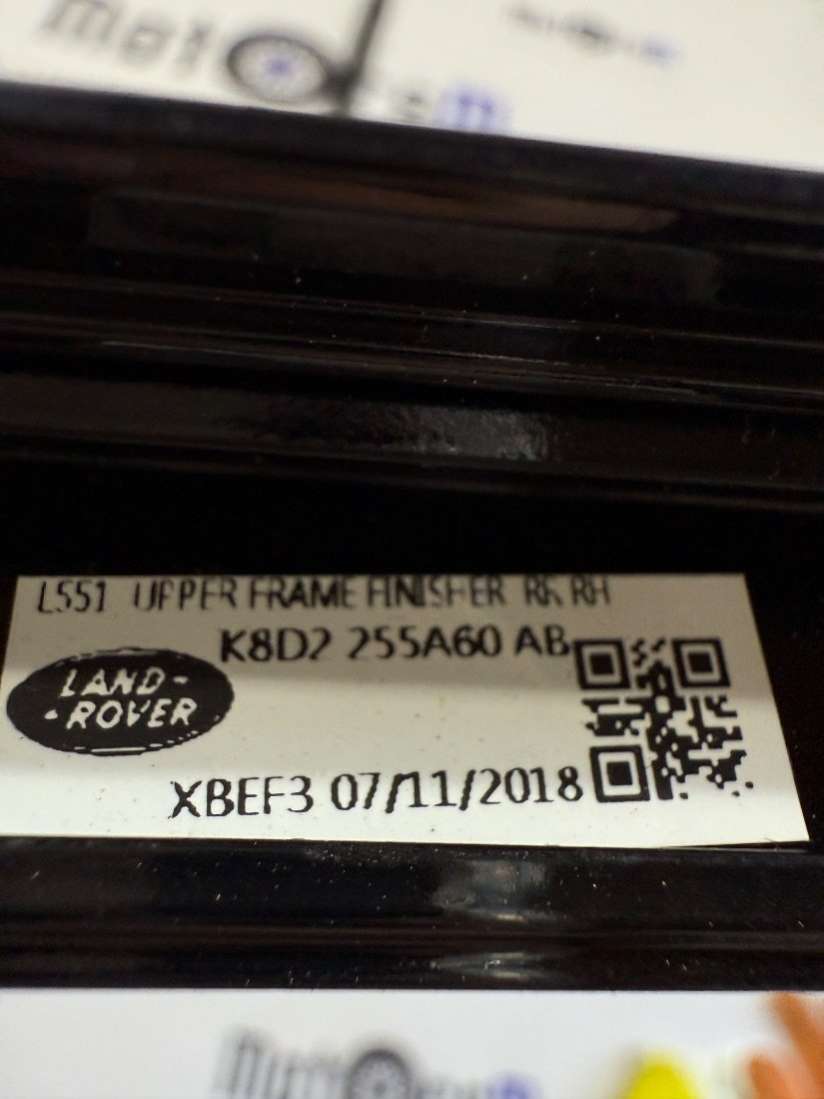 L551 UPPER FRAME FINISHER RR RH
K8D2 255A60 AB
LAND-
-ROVER
XBEF3 07/11/2018